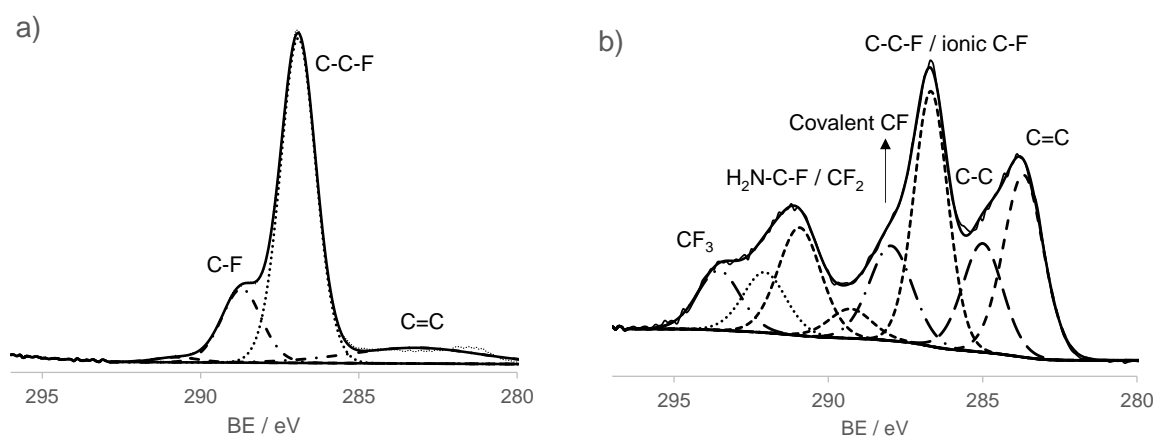 a)
C-C-F
C-F
C=C
295
290
285
280
BE / eV
b)
C-C-F / ionic C-F
Covalent CF
C=C
H₂N-C-F / CF₂
C-C
CF₃
295
290
285
280
BE / eV